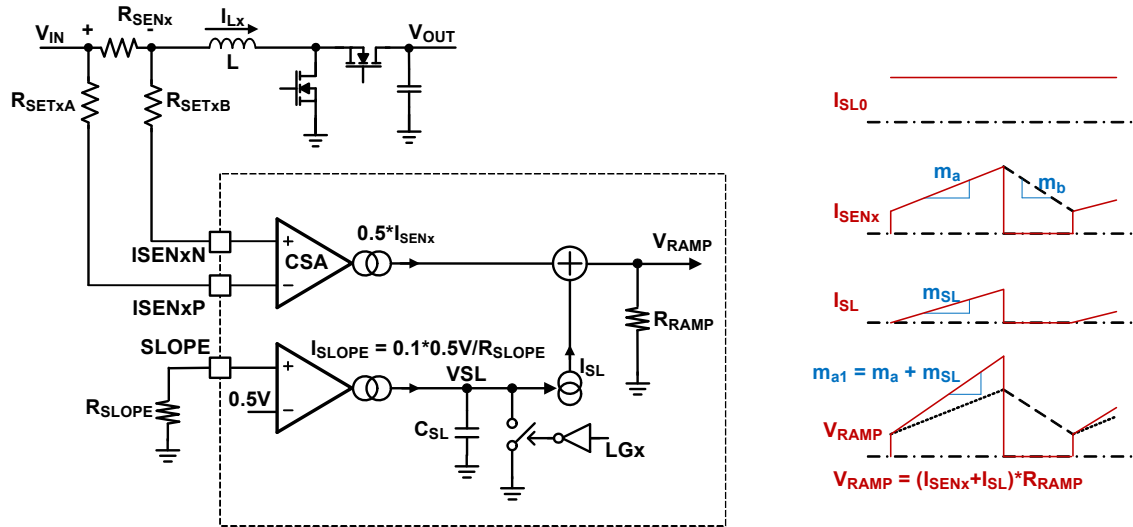 RSENx
VIN
+
-
ILx
L
VOUT
RSETxA
RSETxB
ISENxN
ISENxP
+
CSA
−
0.5*ISENx
VRAMP
RRAMP
SLOPE
RSLOPE
+
0.5V
−
ISLOPE = 0.1*0.5V/RSLOPE
VSL
ISL
CSL
LGx
ISL0
ISENx
ma
mb
ISL
mSL
ma1 = ma + mSL
VRAMP
VRAMP = (ISENx+ISL)*RRAMP